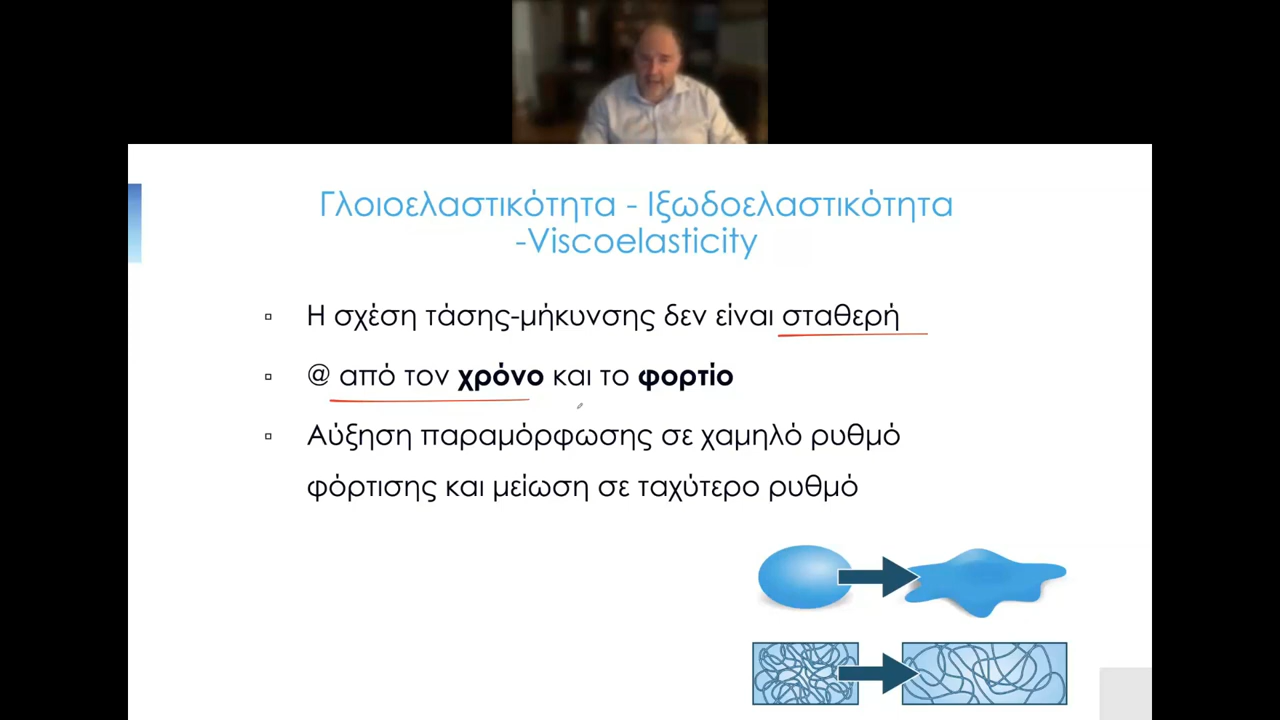 Γλοιοελαστικότητα - Ιξωδοελαστικότητα
-Viscoelasticity
Η σχέση τάσης-μήκυνσης δεν είναι σταθερή
@ από τον χρόνο και το φορτίο
Αύξηση παραμόρφωσης σε χαμηλό ρυθμό
φόρτισης και μείωση σε ταχύτερο ρυθμό